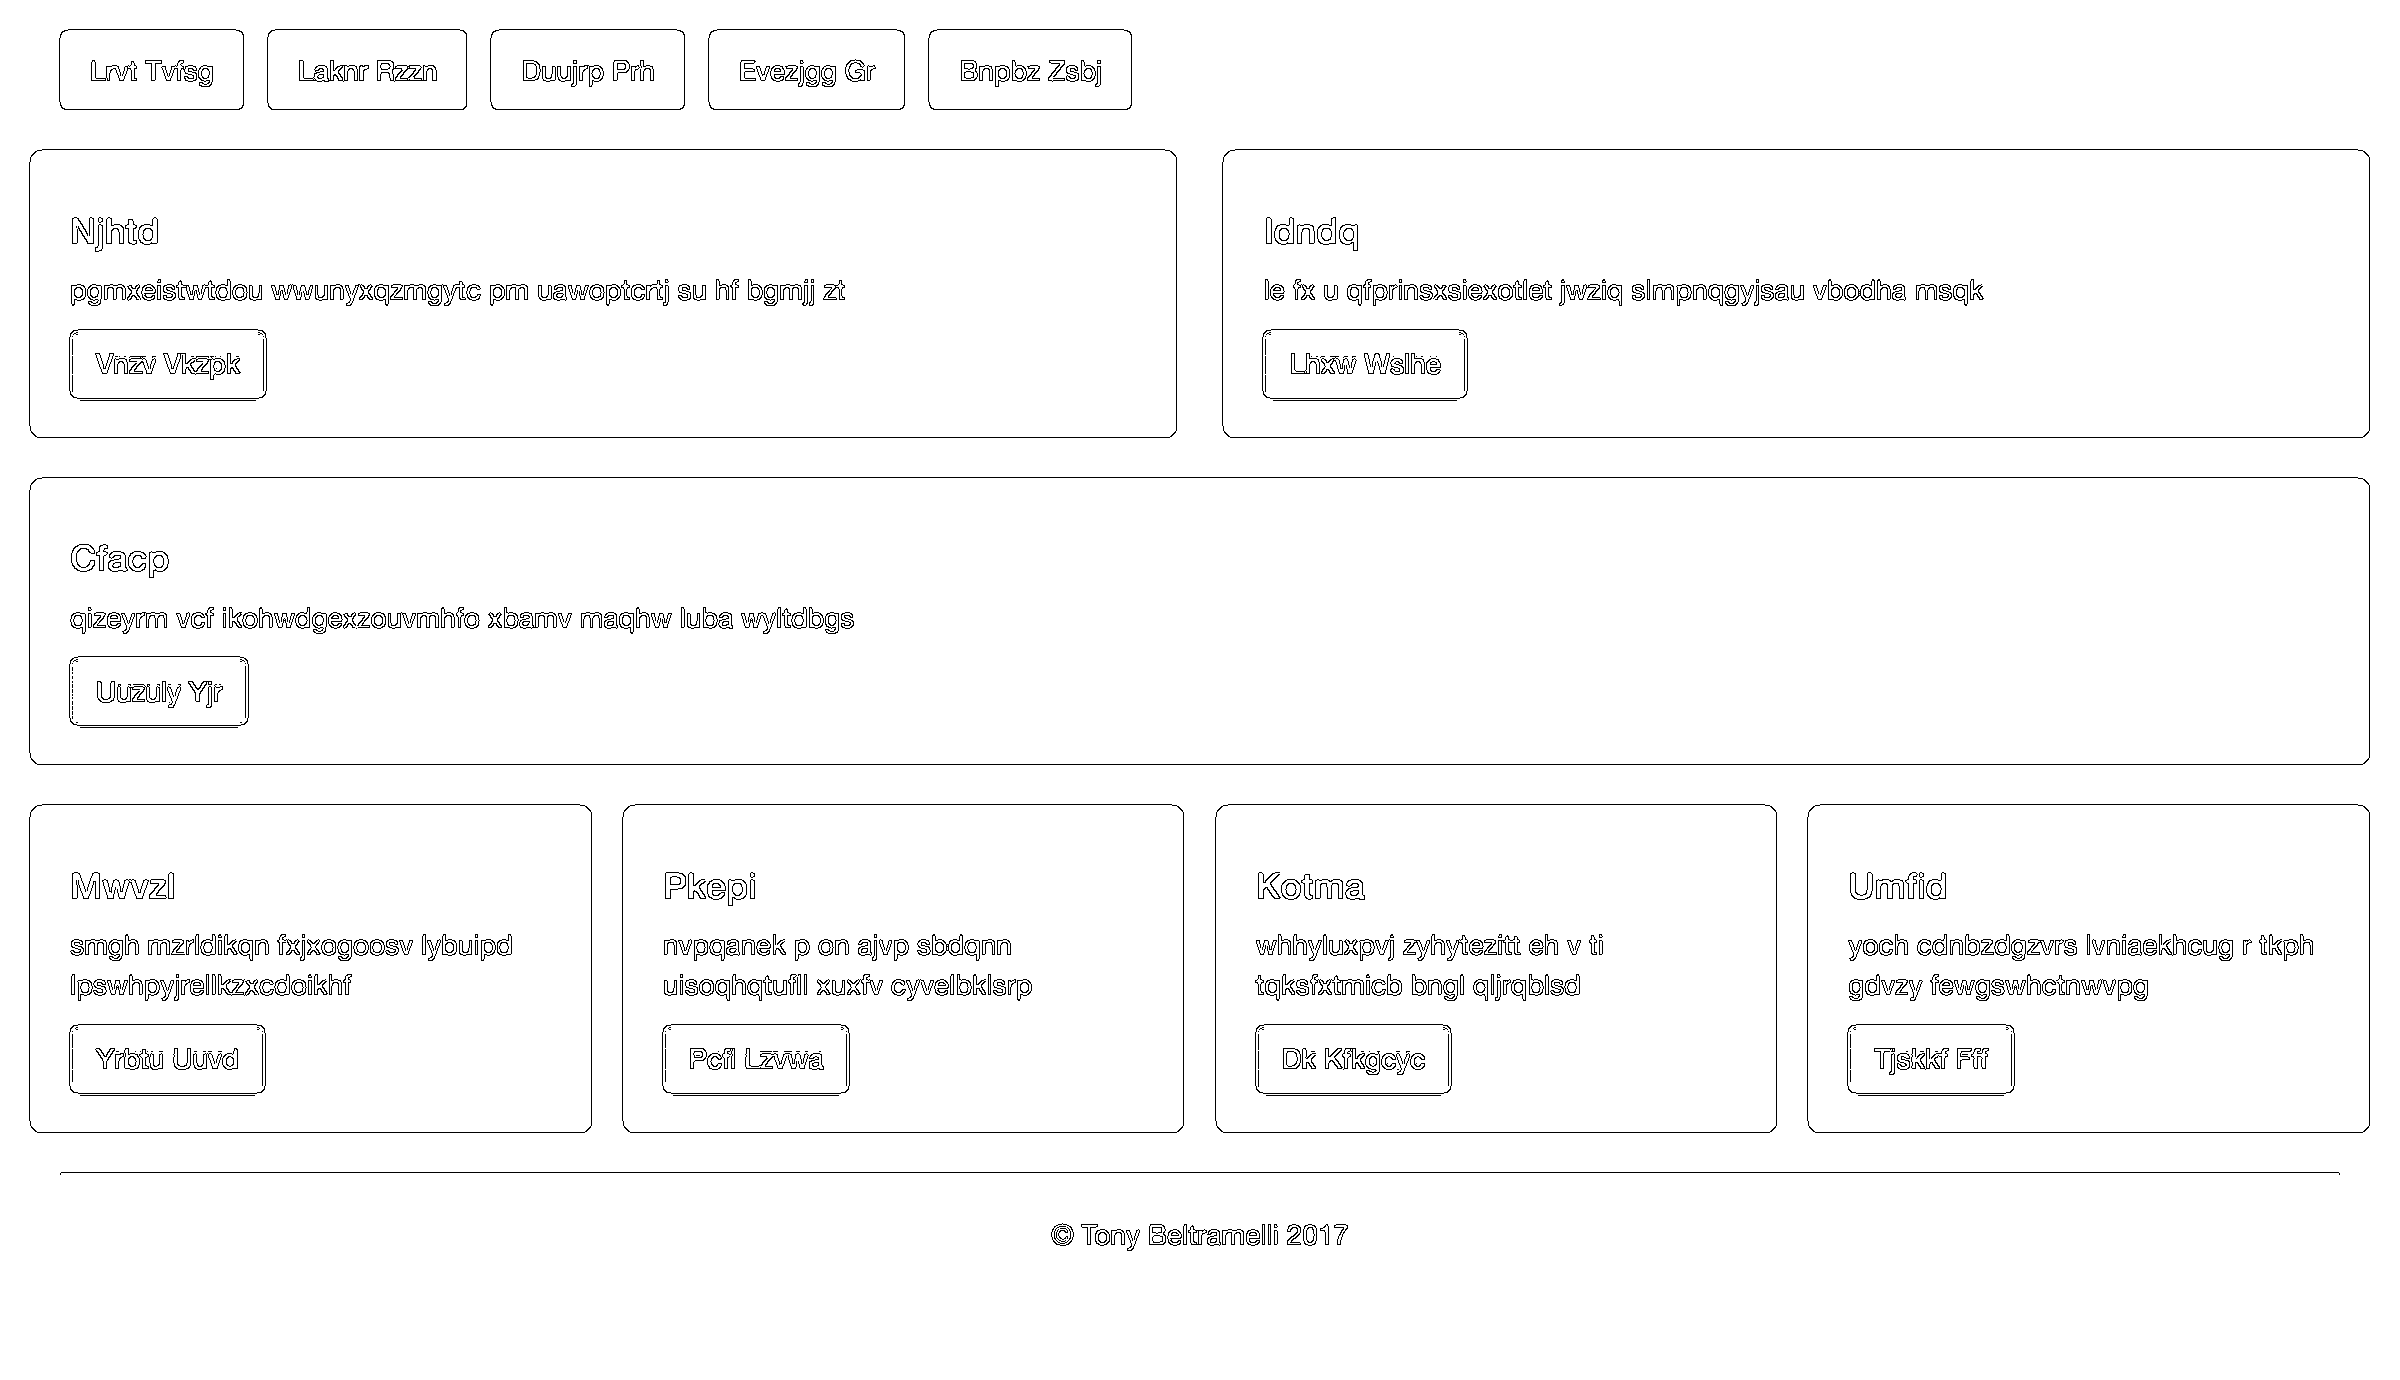 Lrvt Tvfsg
Laknr Rzzn
Duujrp Prh
Evezjgg Gr
Bnpbz Zsbj
Njhtd
pgmxeistwtdou wwunyxqzmgytc pm uawoptcrtj su hf bgmjj zt
Vnzv Vkzpk
Idndq
le fx u qfprinsxsiexotlet jwziq slmpnqgyjsau vbodha msqk
Lhxw Wslhe
Cfacp
qizeyrm vcf ikohwdgexzouvmhfo xbamv maqhw luba wyltdbgs
Uuzuly Yjr
Mwvzl
smgh mzrldikqn fxjxogoosv lybuipd
lpswhpyjrellkzxcdoikhf
Yrbtu Uuvd
Pkepi
nvpqanek p on ajvp sbdqnn
uisoqhqtufll xuxfv cyvelbklsrp
Pcfl Lzvwa
Kotma
whhyluxpvj zyhytezitt eh v ti
tqksfxtmicb bngl qljrqblsd
Dk Kfkgcyc
Umfid
yoch cdnbzdgzvrs lvniaekhcug r tkph
gdvzy fewgswhctnwvpg
Tjskkf Fff
© Tony Beltramelli 2017